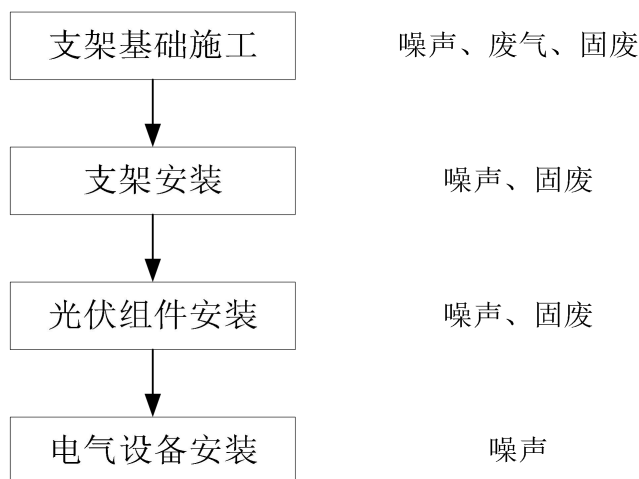 支架基础施工
噪声、废气、固废
支架安装
噪声、固废
光伏组件安装
噪声、固废
电气设备安装
噪声